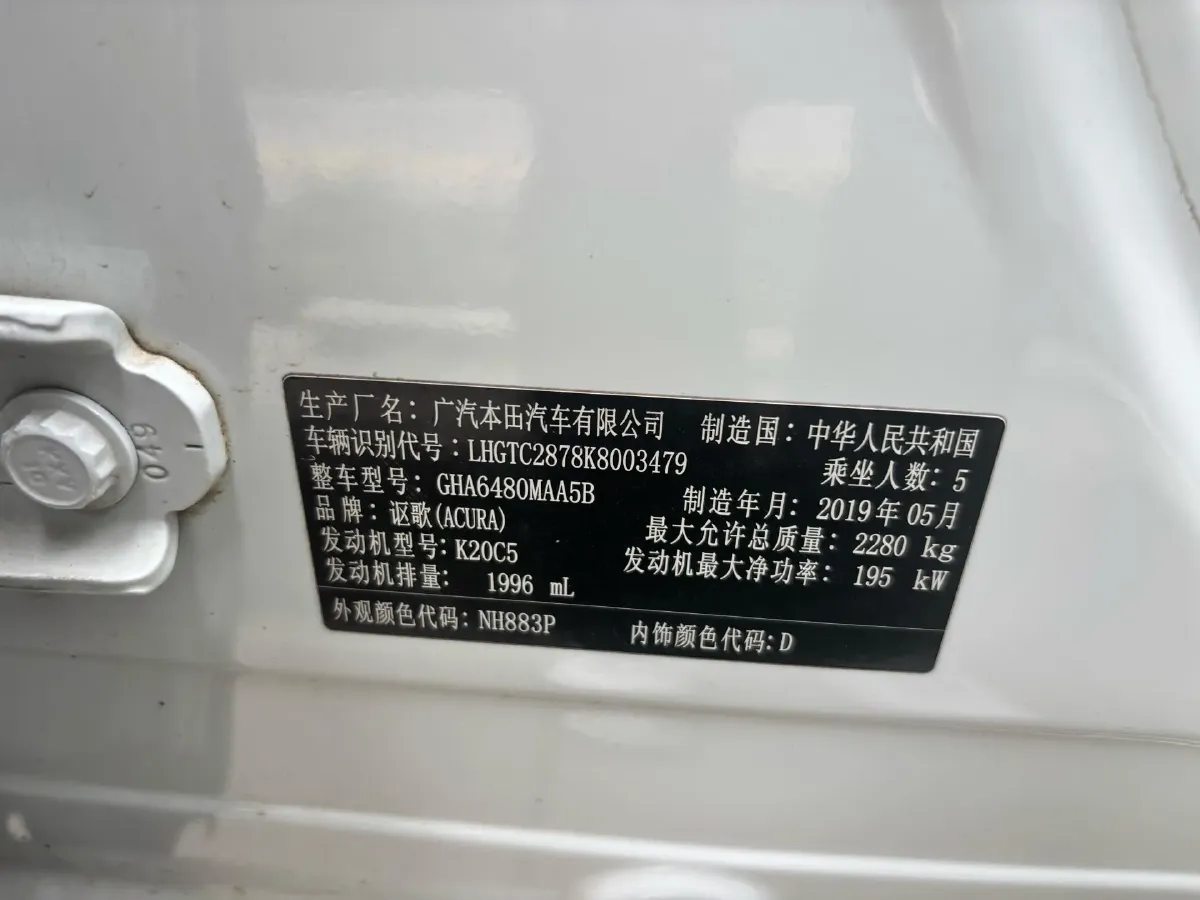 生产厂名：广汽本田汽车有限公司 制造国：中华人民共和国
车辆识别代号：LHGTC2878K8003479 乘坐人数：5
整车型号：GHA6480MAA5B 制造年月：2019年05月
品牌：讴歌(ACURA) 最大允许总质量：2280 kg
发动机型号：K20C5 发动机最大净功率：195 kW
发动机排量： 1996 mL
外观颜色代码：NH883P 内饰颜色代码：D
049